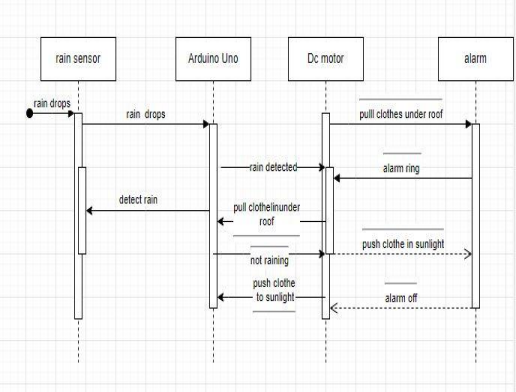 rain sensor
Arduino Uno
Dc motor
alarm
rain drops
rain drops
pulll clothes under roof
rain detected
alarm ring
detect rain
pull clothelinunder
roof
push clothe in sunlight
not raining
push clothe
to sunlight
alarm off